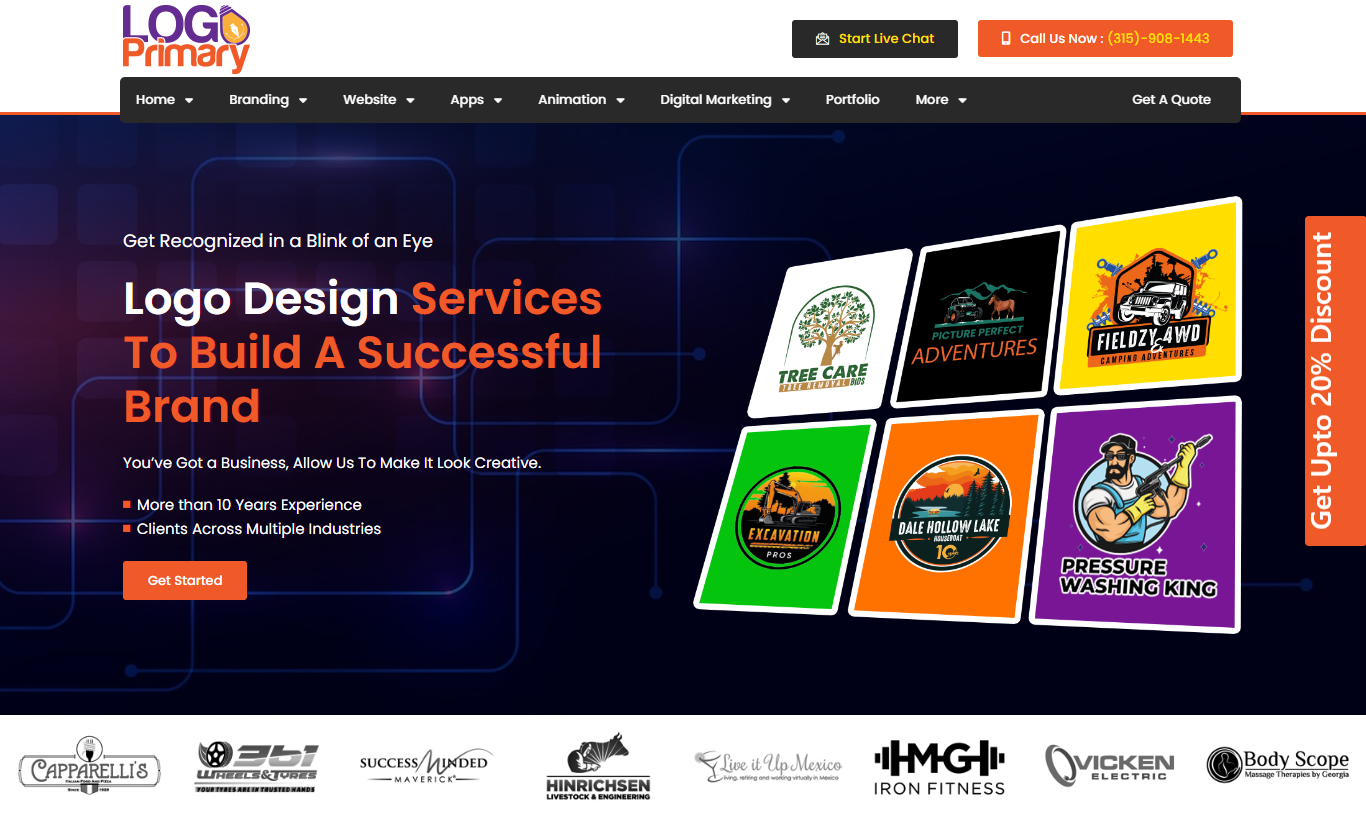 LOGO
Primary
Start Live Chat
Call Us Now : (315)-908-1443
Home
Branding
Website
Apps
Animation
Digital Marketing
Portfolio
More
Get A Quote
Get Recognized in a Blink of an Eye
Logo Design Services
To Build A Successful
Brand
You've Got a Business, Allow Us To Make It Look Creative.
More than 10 Years Experience
Clients Across Multiple Industries
Get Started
TREE CARE
TREE REMOVAL BIDS
PICTURE PERFECT
ADVENTURES
FIELDZY 4WD
&
CAMPING ADVENTURES
EXCAVATION
PROS
DALE HOLLOW LAKE
HOUSEBOAT
10
PRESSURE
WASHING KING
Get Upto 20% Discount
CAPPARELLI'S
ITALIAN FOOD AND PIZZA
SINCE 1929
361
WHEELS & TYRES
YOUR TYRES ARE IN TRUSTED HANDS
SUCCESS MINDED
MAVERICK
HINRICHSEN
LIVESTOCK & ENGINEERING
Live it Up Mexico
living, retiring and working virtually in Mexico
HMGH
IRON FITNESS
VICKEN
ELECTRIC
Body Scope
Massage Therapies by Georgia